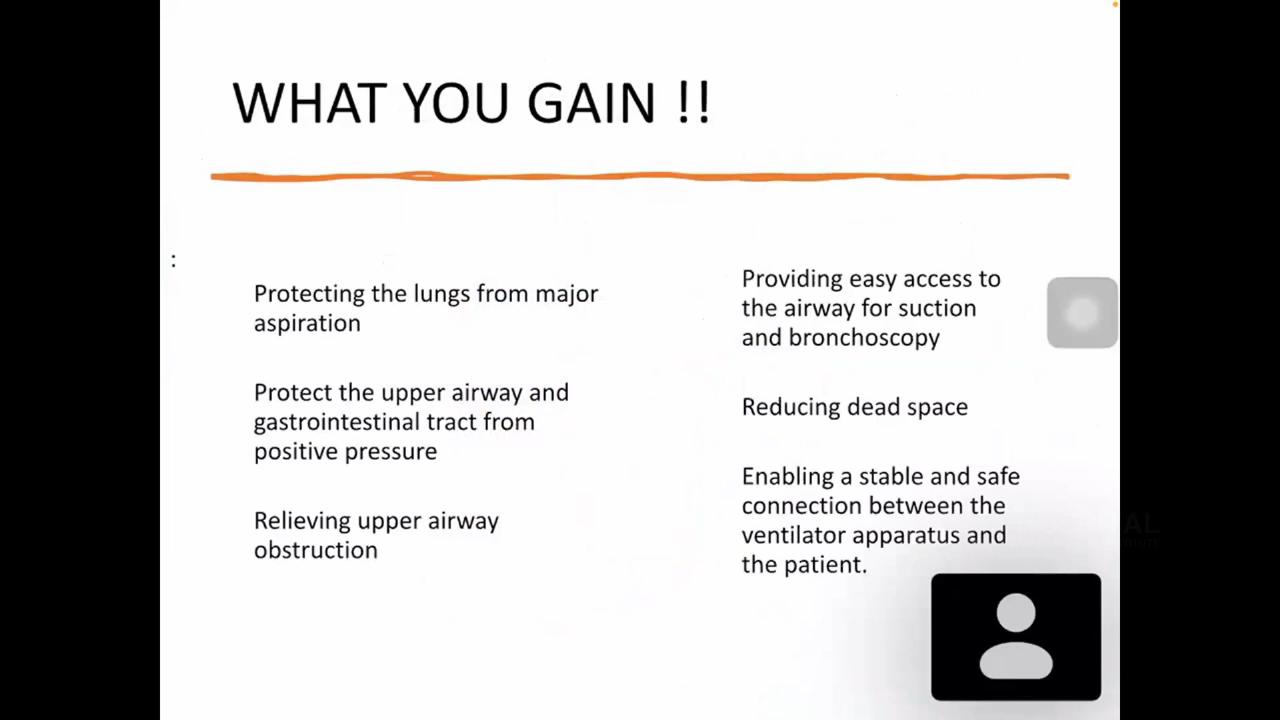 WHAT YOU GAIN !!
:
Protecting the lungs from major
aspiration
Protect the upper airway and
gastrointestinal tract from
positive pressure
Relieving upper airway
obstruction
Providing easy access to
the airway for suction
and bronchoscopy
Reducing dead space
Enabling a stable and safe
connection between the
ventilator apparatus and
the patient.